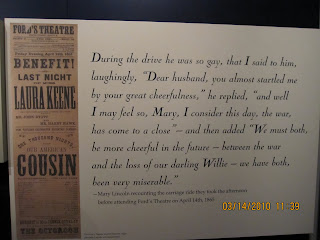 FORD'S THEATRE
BENEFIT!
LAST NIGHT
LAURA KEENE
OUR AMERICAN
COUSIN
THE OCTOROON
During the drive he was so gay, that I said to him,
laughingly, "Dear husband, you almost startled me
by your great cheerfulness," he replied, "and well
I may feel so, Mary, I consider this day, the war,
has come to a close"— and then added "We must both,
be more cheerful in the future – between the war
and the loss of our darling Willie – we have both,
been very miserable."
– Mary Lincoln recounting the carriage ride they took the afternoon
before attending Ford's Theatre on April 14th, 1865
03/14/2010 11:39